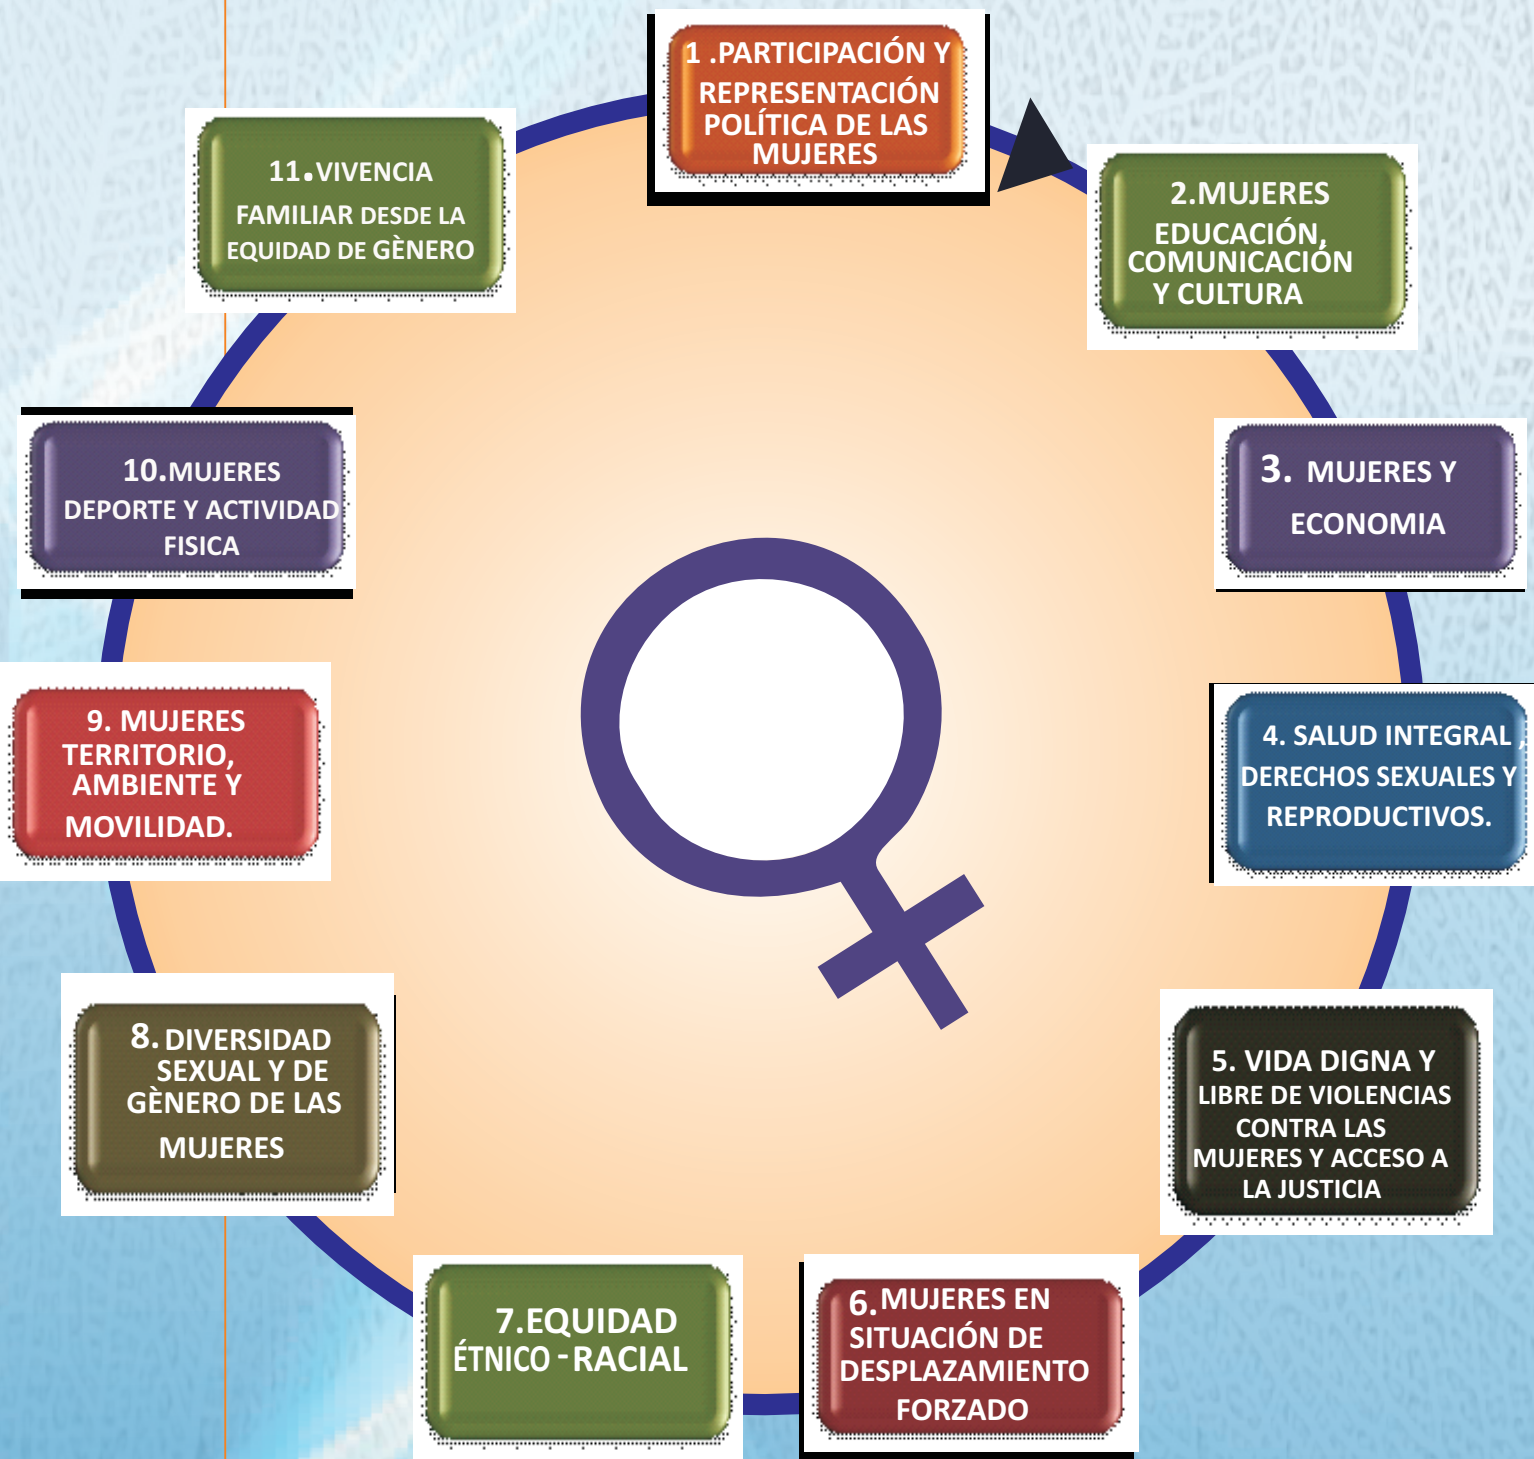 1 .PARTICIPACIÓN Y
REPRESENTACIÓN
POLÍTICA DE LAS
MUJERES
2.MUJERES
EDUCACIÓN,
COMUNICACIÓN
Y CULTURA
3. MUJERES Y
ECONOMIA
4. SALUD INTEGRAL ,
DERECHOS SEXUALES Y
REPRODUCTIVOS.
5. VIDA DIGNA Y
LIBRE DE VIOLENCIAS
CONTRA LAS
MUJERES Y ACCESO A
LA JUSTICIA
6.MUJERES EN
SITUACIÓN DE
DESPLAZAMIENTO
FORZADO
7.EQUIDAD
ÉTNICO - RACIAL
8. DIVERSIDAD
SEXUAL Y DE
GÈNERO DE LAS
MUJERES
9. MUJERES
TERRITORIO,
AMBIENTE Y
MOVILIDAD.
10.MUJERES
DEPORTE Y ACTIVIDAD
FISICA
11.VIVENCIA
FAMILIAR DESDE LA
EQUIDAD DE GÈNERO